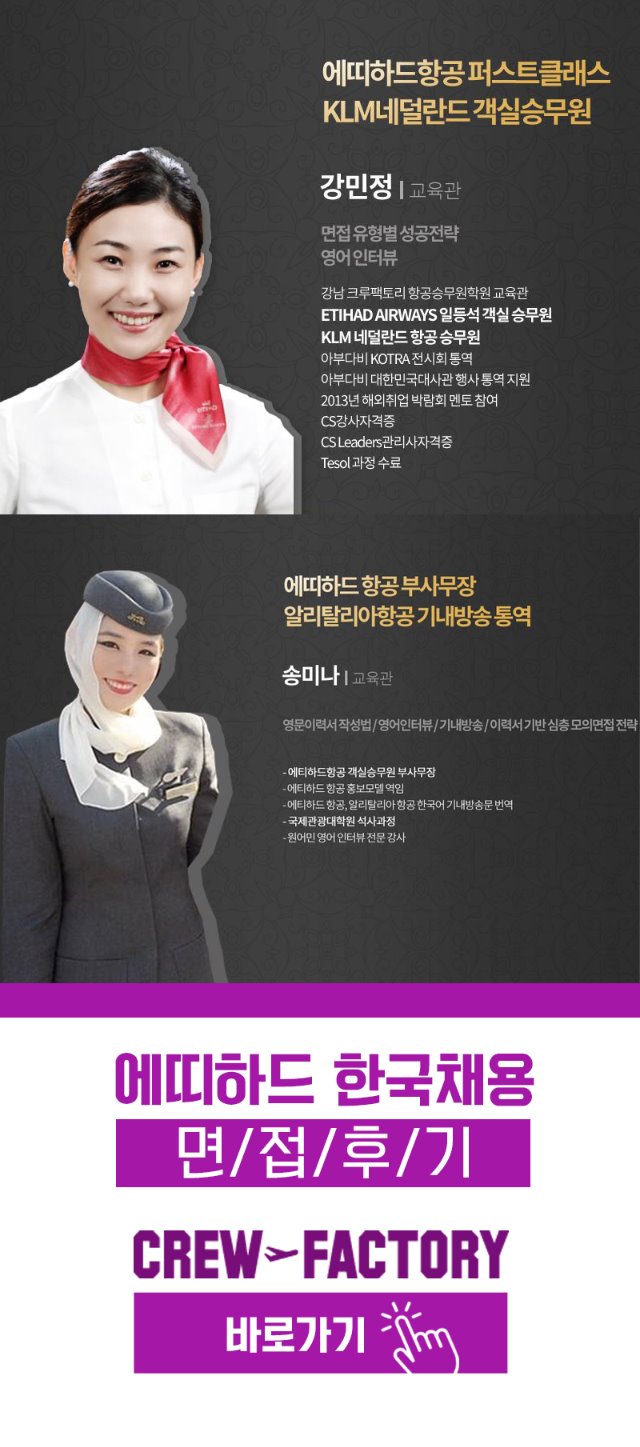 에띠하드항공 퍼스트클래스
KLM네덜란드 객실승무원
강민정 | 교육관
면접 유형별 성공전략
영어 인터뷰
강남 크루팩토리 항공승무원학원 교육관
ETIHAD AIRWAYS 일등석 객실 승무원
KLM 네덜란드 항공 승무원
아부다비 KOTRA 전시회 통역
아부다비 대한민국대사관 행사 통역 지원
2013년 해외취업 박람회 멘토 참여
CS강사자격증
CS Leaders관리사자격증
Tesol 과정 수료
에띠하드 항공 부사무장
알리탈리아항공 기내방송 통역
송미나 | 교육관
영문이력서 작성법 / 영어인터뷰 / 기내방송 / 이력서 기반 심층 모의면접 전략
- 에티하드항공 객실승무원 부사무장
- 에티하드 항공 홍보모델 역임
- 에티하드 항공, 알리탈리아 항공 한국어 기내방송문 번역
- 국제관광대학원 석사과정
- 원어민 영어 인터뷰 전문 강사
에띠하드 한국채용
면/접/후/기
CREW FACTORY
바로가기